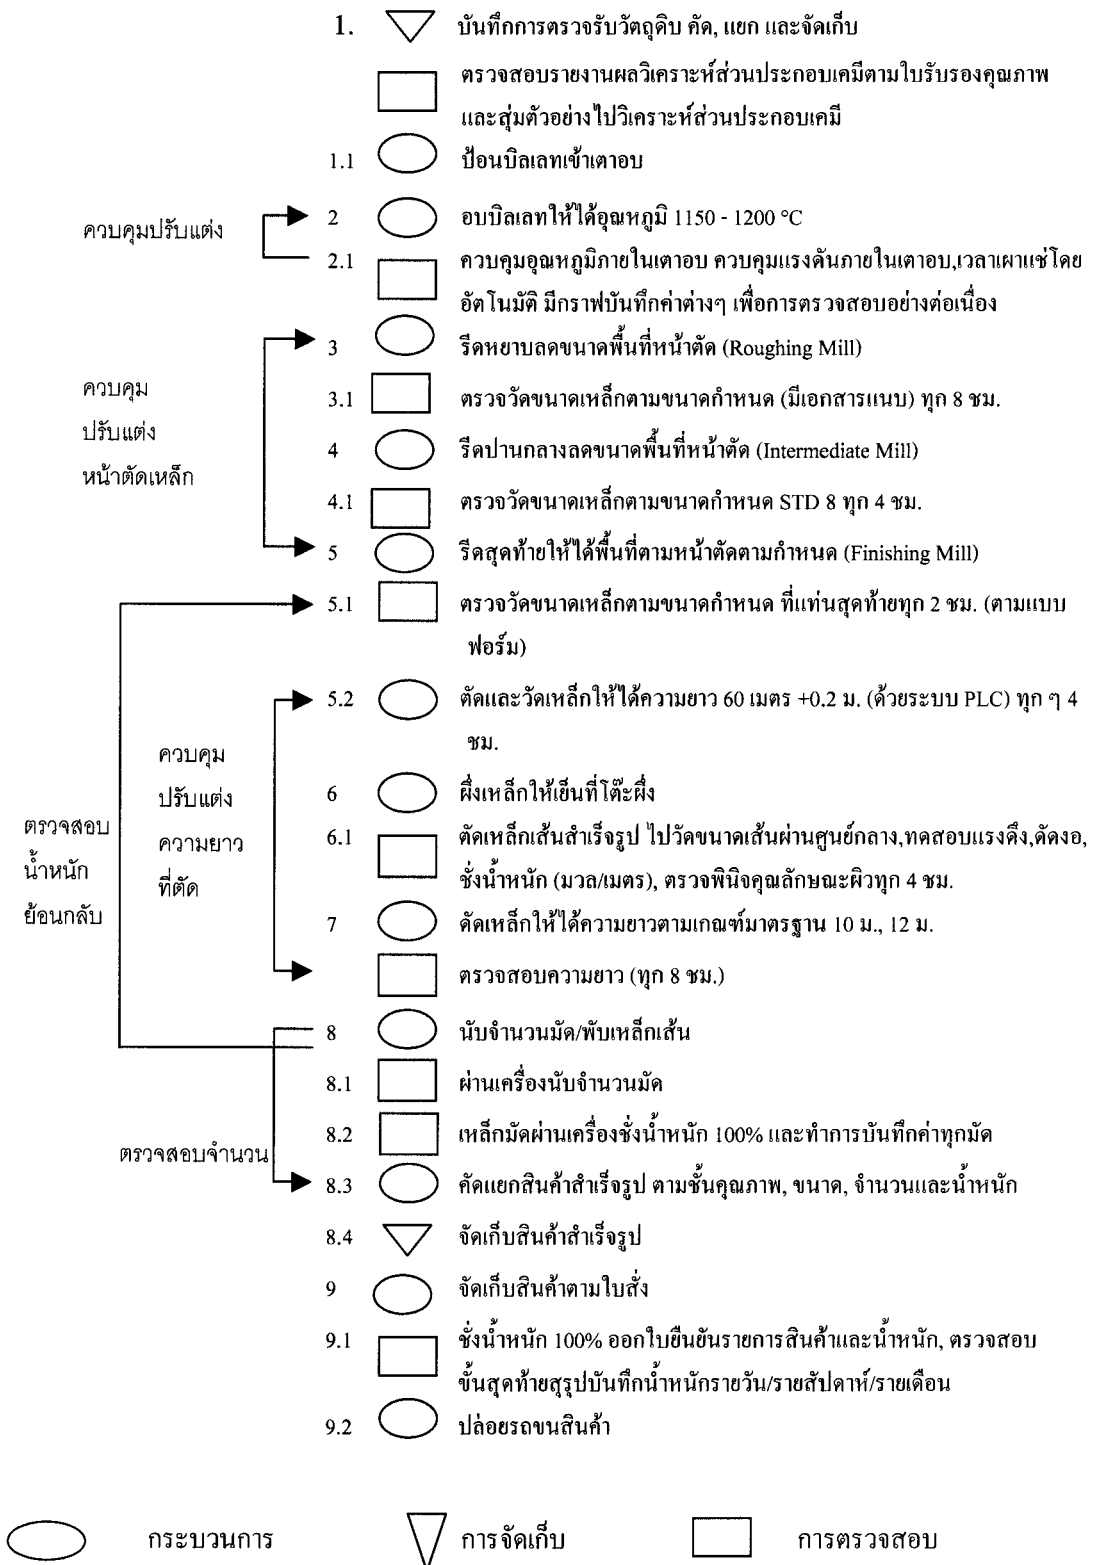 1. บันทึกการตรวจรับวัตถุดิบ คัด, แยก และจัดเก็บ
ตรวจสอบรายงานผลวิเคราะห์ส่วนประกอบเคมีตามใบรับรองคุณภาพ
และสุ่มตัวอย่างไปวิเคราะห์ส่วนประกอบเคมี
1.1 ป้อนบิลเลทเข้าเตาอบ
ควบคุมปรับแต่ง
2 อบบิลเลทให้ได้อุณหภูมิ 1150 - 1200 °C
2.1 ควบคุมอุณหภูมิภายในเตาอบ ควบคุมแรงดันภายในเตาอบ,เวลาเผาแช่โดย
อัตโนมัติ มีกราฟบันทึกค่าต่างๆ เพื่อการตรวจสอบอย่างต่อเนื่อง
3 รีดหยาบลดขนาดพื้นที่หน้าตัด (Roughing Mill)
ควบคุม
ปรับแต่ง
หน้าตัดเหล็ก
3.1 ตรวจวัดขนาดเหล็กตามขนาดกำหนด (มีเอกสารแนบ) ทุก 8 ชม.
4 รีดปานกลางลดขนาดพื้นที่หน้าตัด (Intermediate Mill)
4.1 ตรวจวัดขนาดเหล็กตามขนาดกำหนด STD 8 ทุก 4 ชม.
5 รีดสุดท้ายให้ได้พื้นที่ตามหน้าตัดตามกำหนด (Finishing Mill)
5.1 ตรวจวัดขนาดเหล็กตามขนาดกำหนด ที่แท่นสุดท้ายทุก 2 ชม. (ตามแบบ
ฟอร์ม)
5.2 ตัดและวัดเหล็กให้ได้ความยาว 60 เมตร +0.2 ม. (ด้วยระบบ PLC) ทุก ๆ 4
ชม.
ควบคุม
ปรับแต่ง
ความยาว
ที่ตัด
6 ผึ่งเหล็กให้เย็นที่โต๊ะผึ่ง
ตรวจสอบ
น้ำหนัก
ย้อนกลับ
6.1 ตัดเหล็กเส้นสำเร็จรูป ไปวัดขนาดเส้นผ่านศูนย์กลาง,ทดสอบแรงดึง,ดัดงอ,
ชั่งน้ำหนัก (มวล/เมตร), ตรวจพินิจคุณลักษณะผิวทุก 4 ชม.
7 ตัดเหล็กให้ได้ความยาวตามเกณฑ์มาตรฐาน 10 ม., 12 ม.
ตรวจสอบความยาว (ทุก 8 ชม.)
8 นับจำนวนมัด/พับเหล็กเส้น
8.1 ผ่านเครื่องนับจำนวนมัด
8.2 เหล็กมัดผ่านเครื่องชั่งน้ำหนัก 100% และทำการบันทึกค่าทุกมัด
ตรวจสอบจำนวน
8.3 คัดแยกสินค้าสำเร็จรูป ตามชั้นคุณภาพ, ขนาด, จำนวนและน้ำหนัก
8.4 จัดเก็บสินค้าสำเร็จรูป
9 จัดเก็บสินค้าตามใบสั่ง
9.1 ชั่งน้ำหนัก 100% ออกใบยืนยันรายการสินค้าและน้ำหนัก, ตรวจสอบ
ขั้นสุดท้ายสุรุปบันทึกน้ำหนักรายวัน/รายสัปดาห์/รายเดือน
9.2 ปล่อยรถขนสินค้า
กระบวนการ การจัดเก็บ การตรวจสอบ